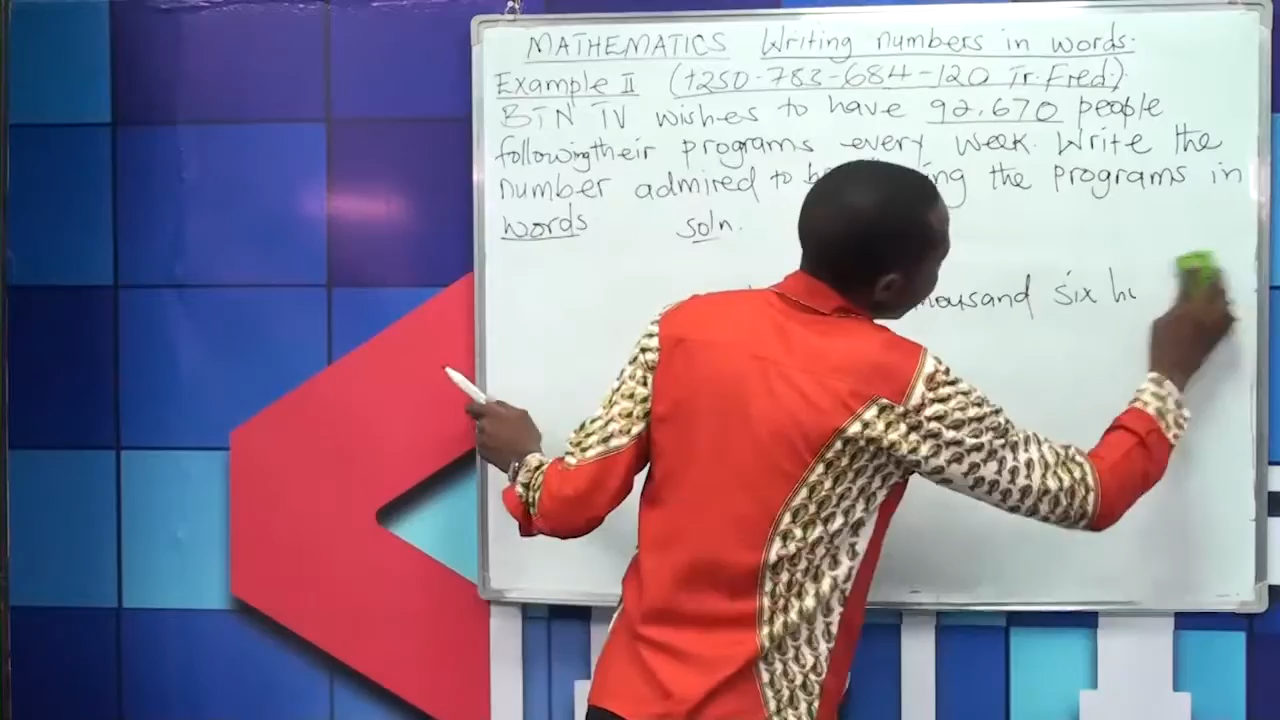 MATHEMATICS Writing numbers in words:
Example II (+250-783-684-120 Tr. Fred)
BTN TV wishes to have 92,670 people
following their programs every week. Write the
number admired to the programs in
words soln.
six